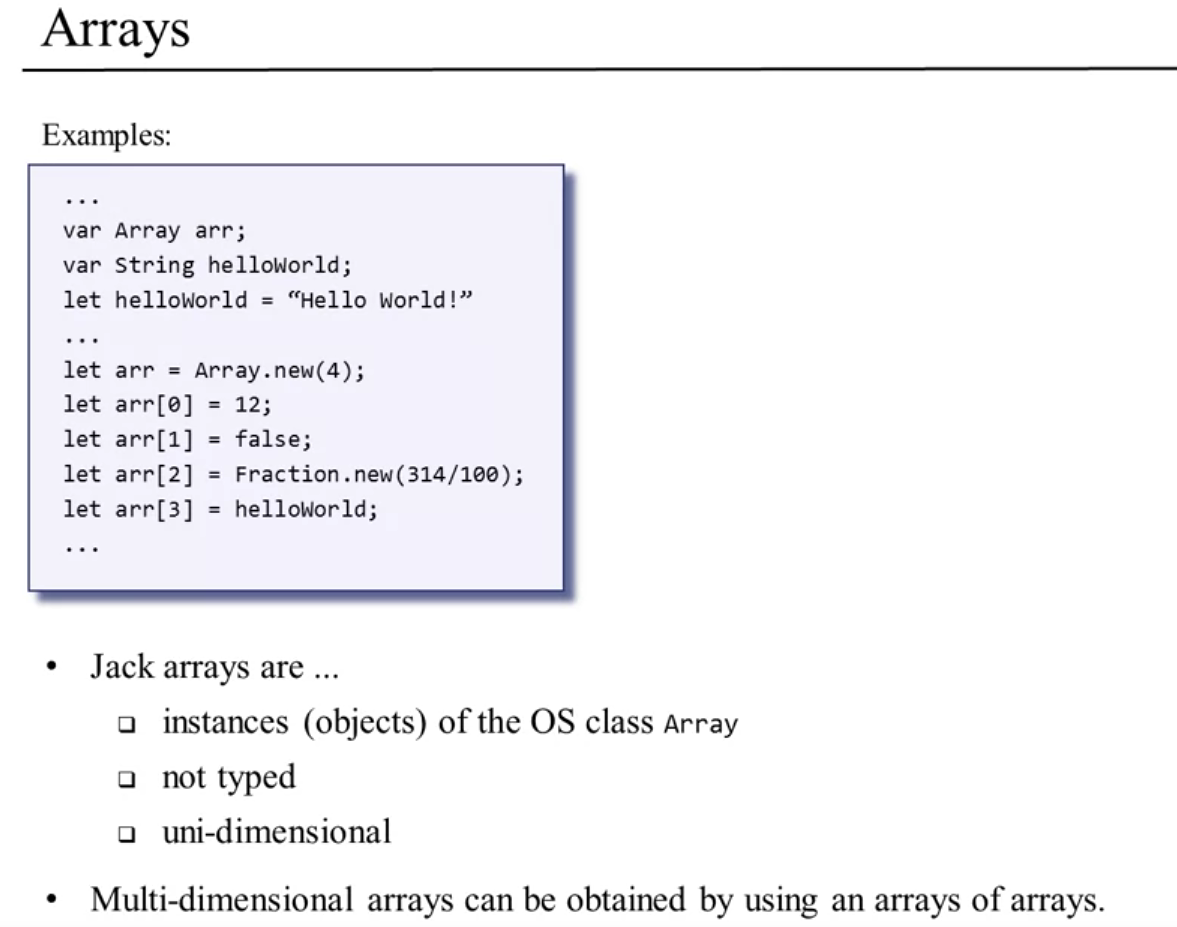 Arrays
Examples:
...
var Array arr;
var String helloWorld;
let helloWorld = “Hello World!”
...
let arr = Array.new(4);
let arr[0] = 12;
let arr[1] = false;
let arr[2] = Fraction.new(314/100);
let arr[3] = helloWorld;
...
• Jack arrays are ...
❑ instances (objects) of the OS class Array
❑ not typed
❑ uni-dimensional
• Multi-dimensional arrays can be obtained by using an arrays of arrays.